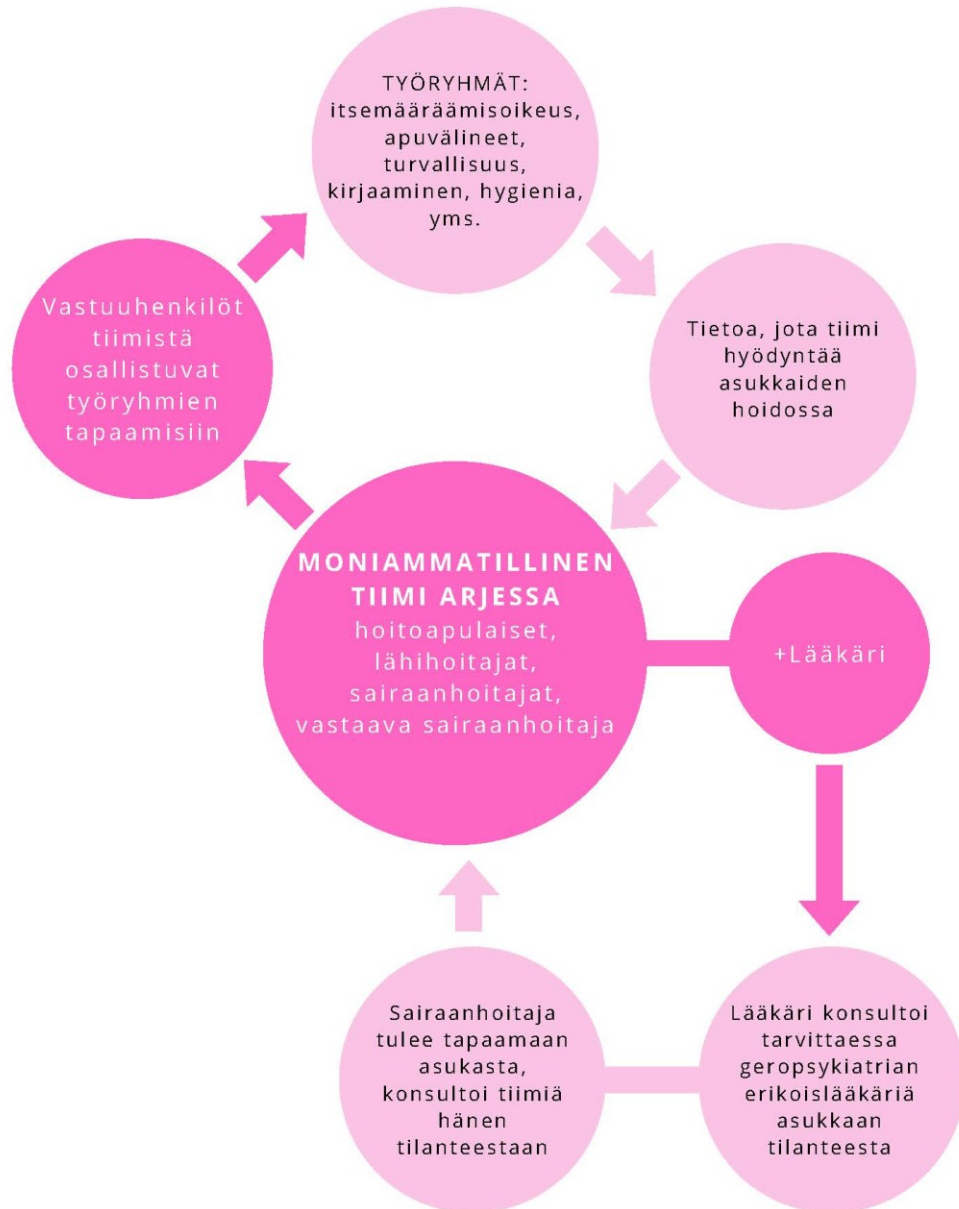 TYÖRYHMÄT:
itsemääräämisoikeus,
apuvälineet,
turvallisuus,
kirjaaminen, hygienia,
yms.
Vastuuhenkilöt
tiimistä
osallistuvat
työryhmien
tapaamisiin
Tietoa, jota tiimi
hyödyntää
asukkaiden
hoidossa
MONIAMMATILLINEN
TIIMI ARJESSA
hoitoapulaiset,
lähihoitajat,
sairaanhoitajat,
vastaava sairaanhoitaja
+Lääkäri
Sairaanhoitaja
tulee tapaamaan
asukasta,
konsultoi tiimiä
hänen
tilanteestaan
Lääkäri konsultoi
tarvittaessa
geropsykiatrian
erikoislääkäriä
asukkaan
tilanteesta